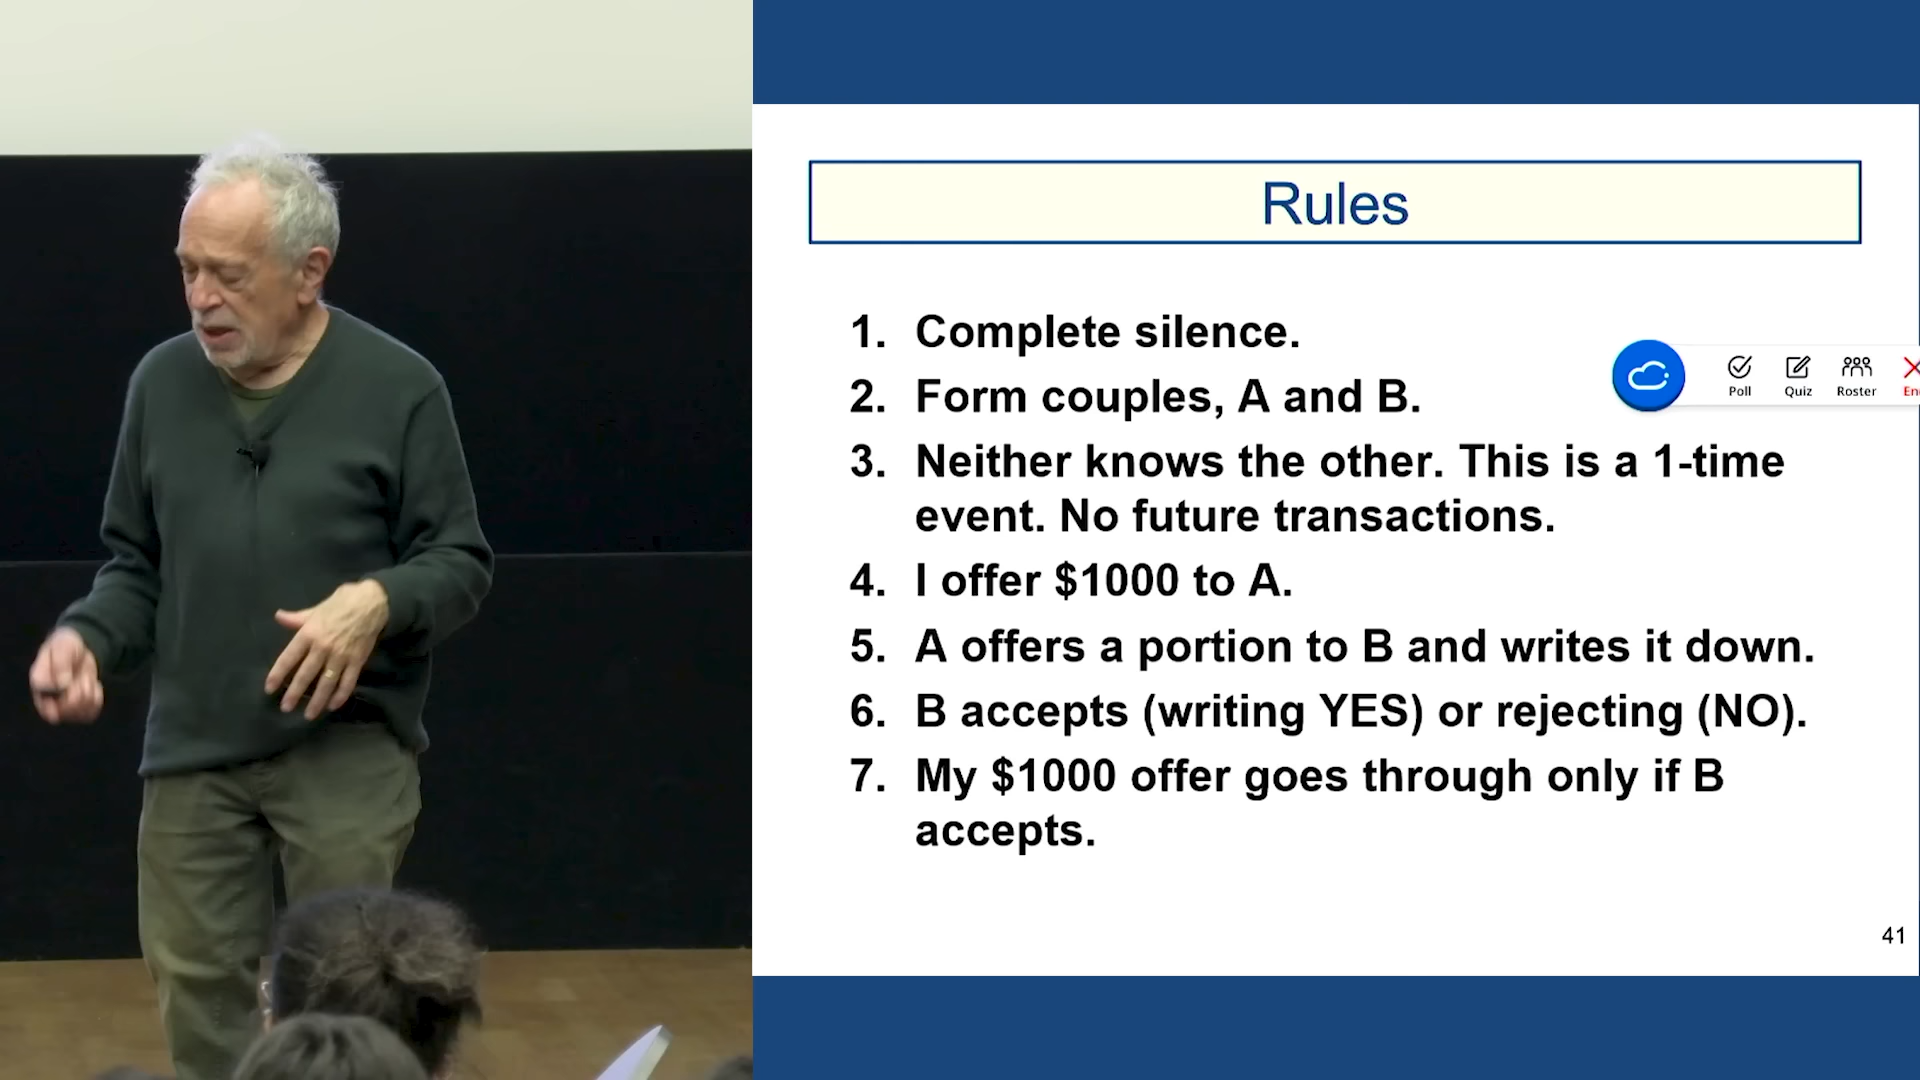 Rules
1. Complete silence.
2. Form couples, A and B.
3. Neither knows the other. This is a 1-time
event. No future transactions.
4. I offer $1000 to A.
5. A offers a portion to B and writes it down.
6. B accepts (writing YES) or rejecting (NO).
7. My $1000 offer goes through only if B
accepts.
Poll Quiz Roster
41